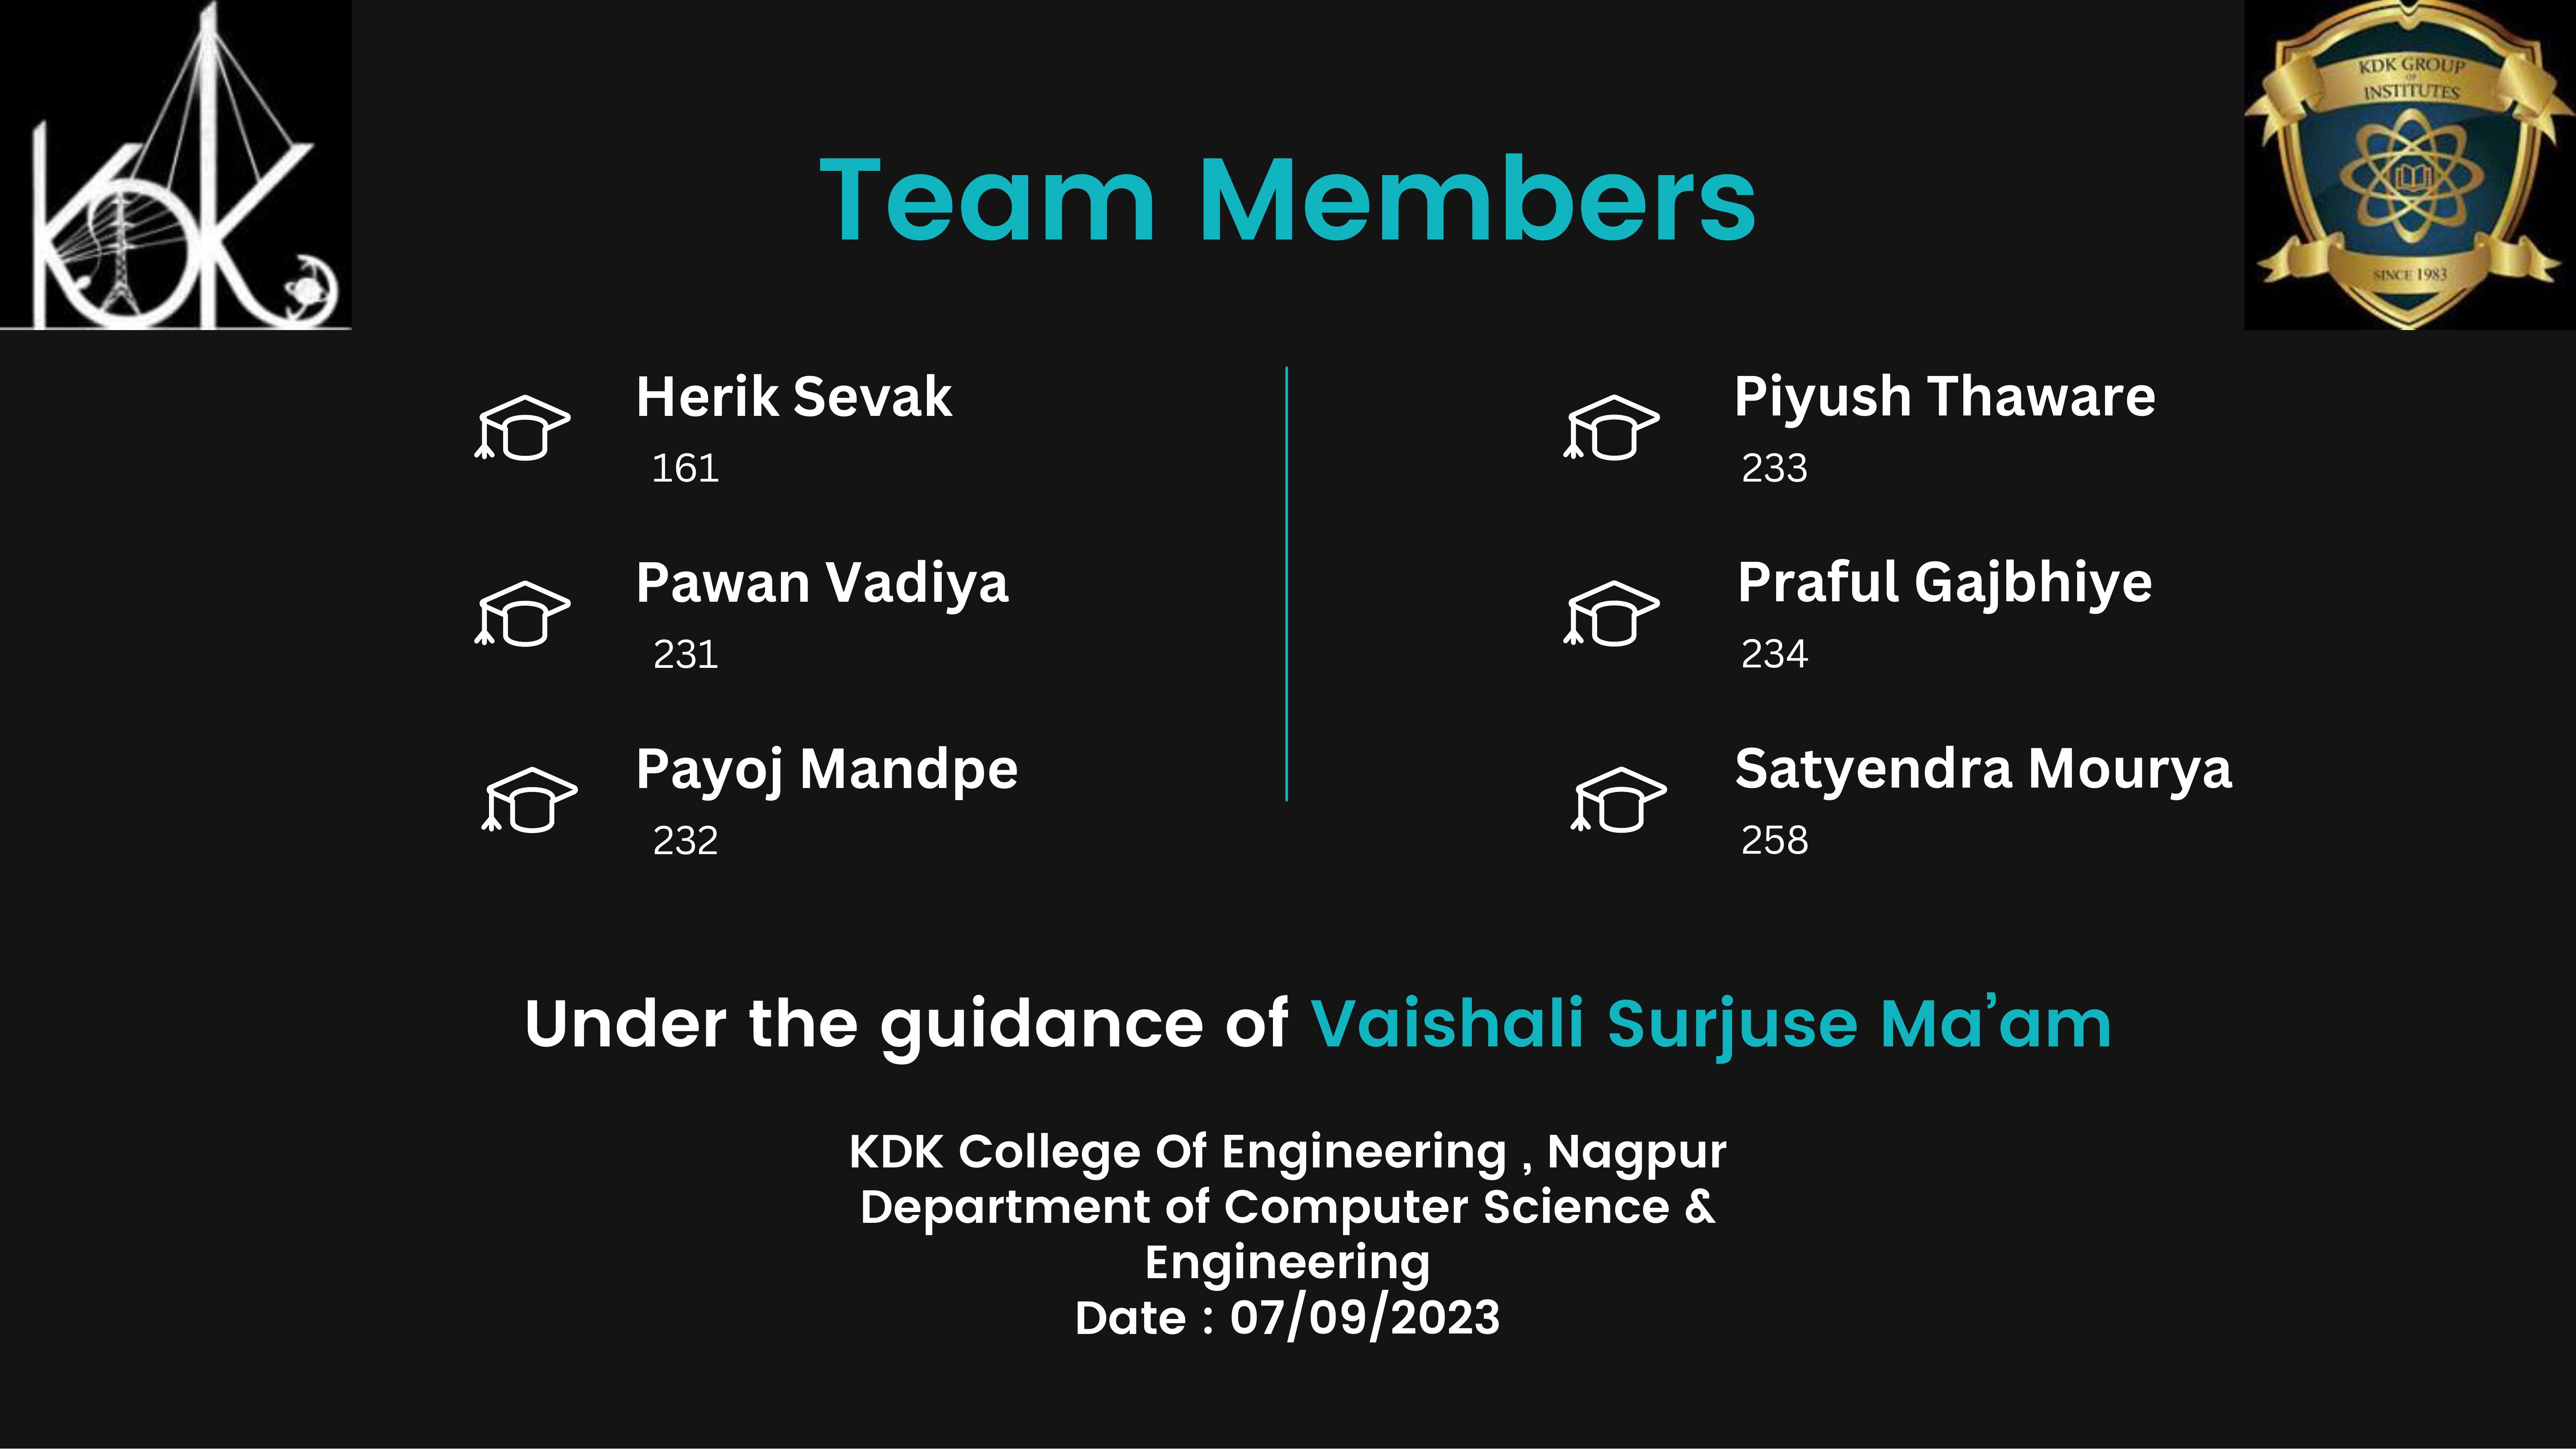 KDK
KDK GROUP
OF
INSTITUTES
SINCE 1983
Team Members
Herik Sevak
161
Pawan Vadiya
231
Payoj Mandpe
232
Piyush Thaware
233
Praful Gajbhiye
234
Satyendra Mourya
258
Under the guidance of Vaishali Surjuse Ma’am
KDK College Of Engineering , Nagpur
Department of Computer Science &
Engineering
Date : 07/09/2023